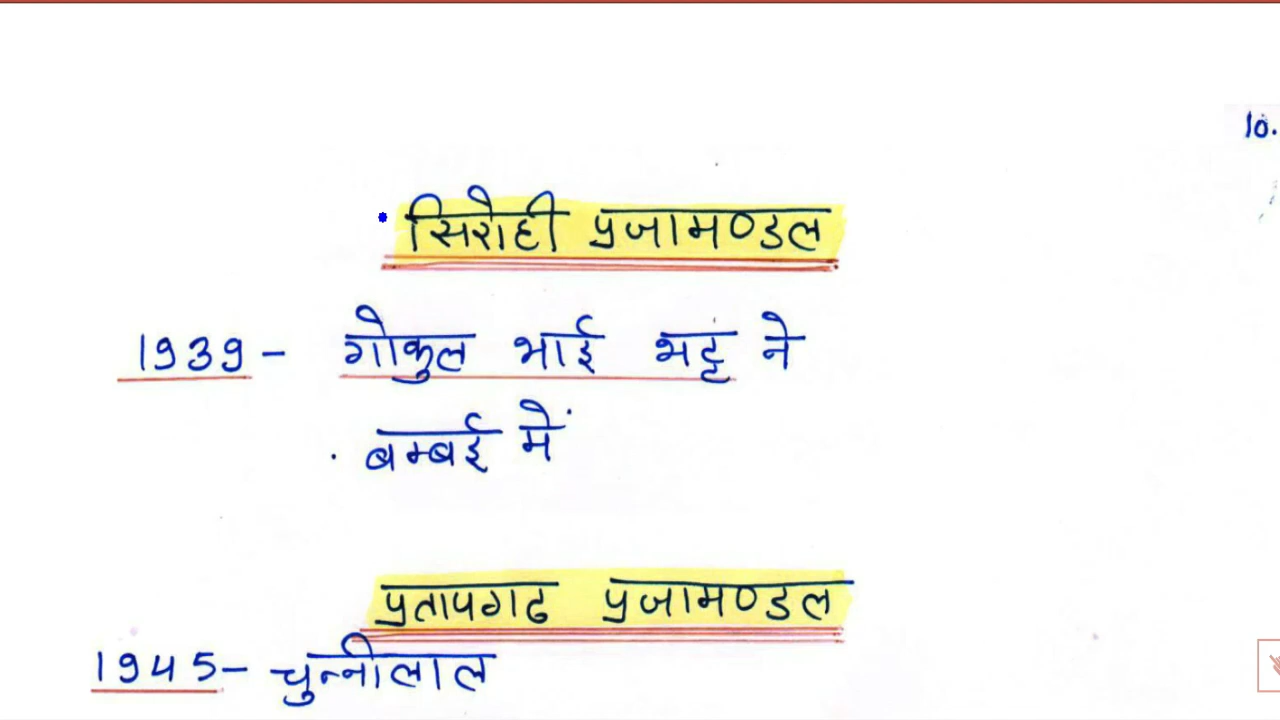 10.
सिरोही प्रजामण्डल
1939 - गोकुल भाई भट्ट ने
बम्बई में
प्रतापगढ प्रजामण्डल
1945 - चुन्नीलाल